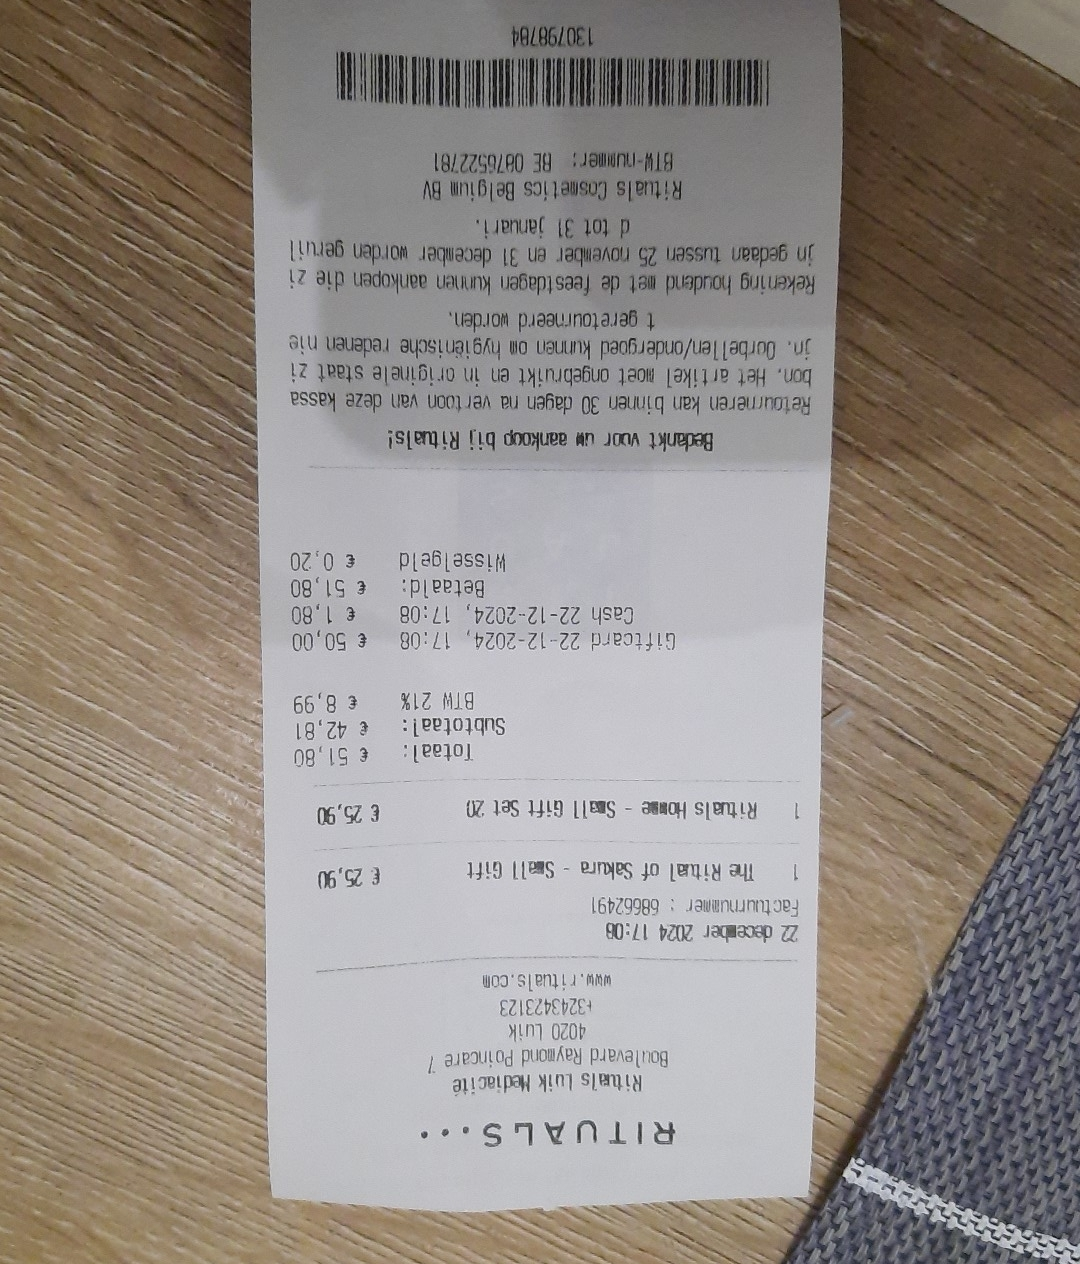 RITUALS...
Rituals Luik Mediacité
Boulevard Raymond Poincare 7
4020 Luik
+3243423123
www.rituals.com
22 december 2024 17:08
Factuurnummer : 68662491
1 The Ritual of Sakura - Small Gift € 25,90
1 Rituals Homme - Small Gift Set 20 € 25,90
Totaal: € 51,80
Subtotaal: € 42,81
BTW 21% € 8,99
Giftcard 22-12-2024, 17:08 € 50,00
Cash 22-12-2024, 17:08 € 1,80
Betaald: € 51,80
Wisselgeld € 0,20
Bedankt voor uw aankoop bij Rituals!
Retourneren kan binnen 30 dagen na vertoon van deze kassa
bon. Het artikel moet ongebruikt en in originele staat zi
jn. Oorbellen/ondergoed kunnen om hygiënische redenen nie
t geretourneerd worden.
Rekening houdend met de feestdagen kunnen aankopen die zi
jn gedaan tussen 25 november en 31 december worden geruil
d tot 31 januari.
Rituals Cosmetics Belgium BV
BTW-nummer: BE 0876522781
130798784